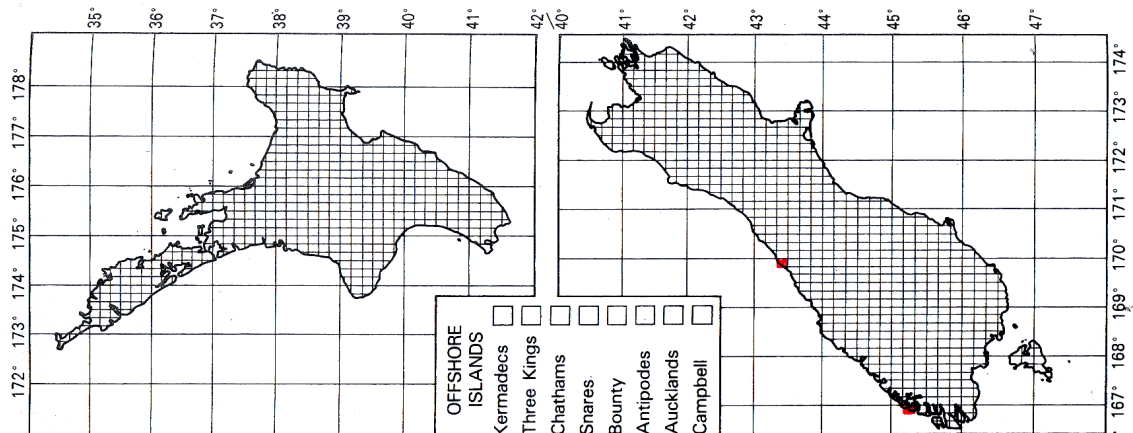 35° 36° 37° 38° 39° 40° 41° 42° 40° 41° 42° 43° 44° 45° 46° 47°
178°
177°
176°
175°
174°
173°
172°
174°
173°
172°
171°
170°
169°
168°
167°
OFFSHORE
ISLANDS
Kermadecs
Three Kings
Chathams
Snares
Bounty
Antipodes
Aucklands
Campbell